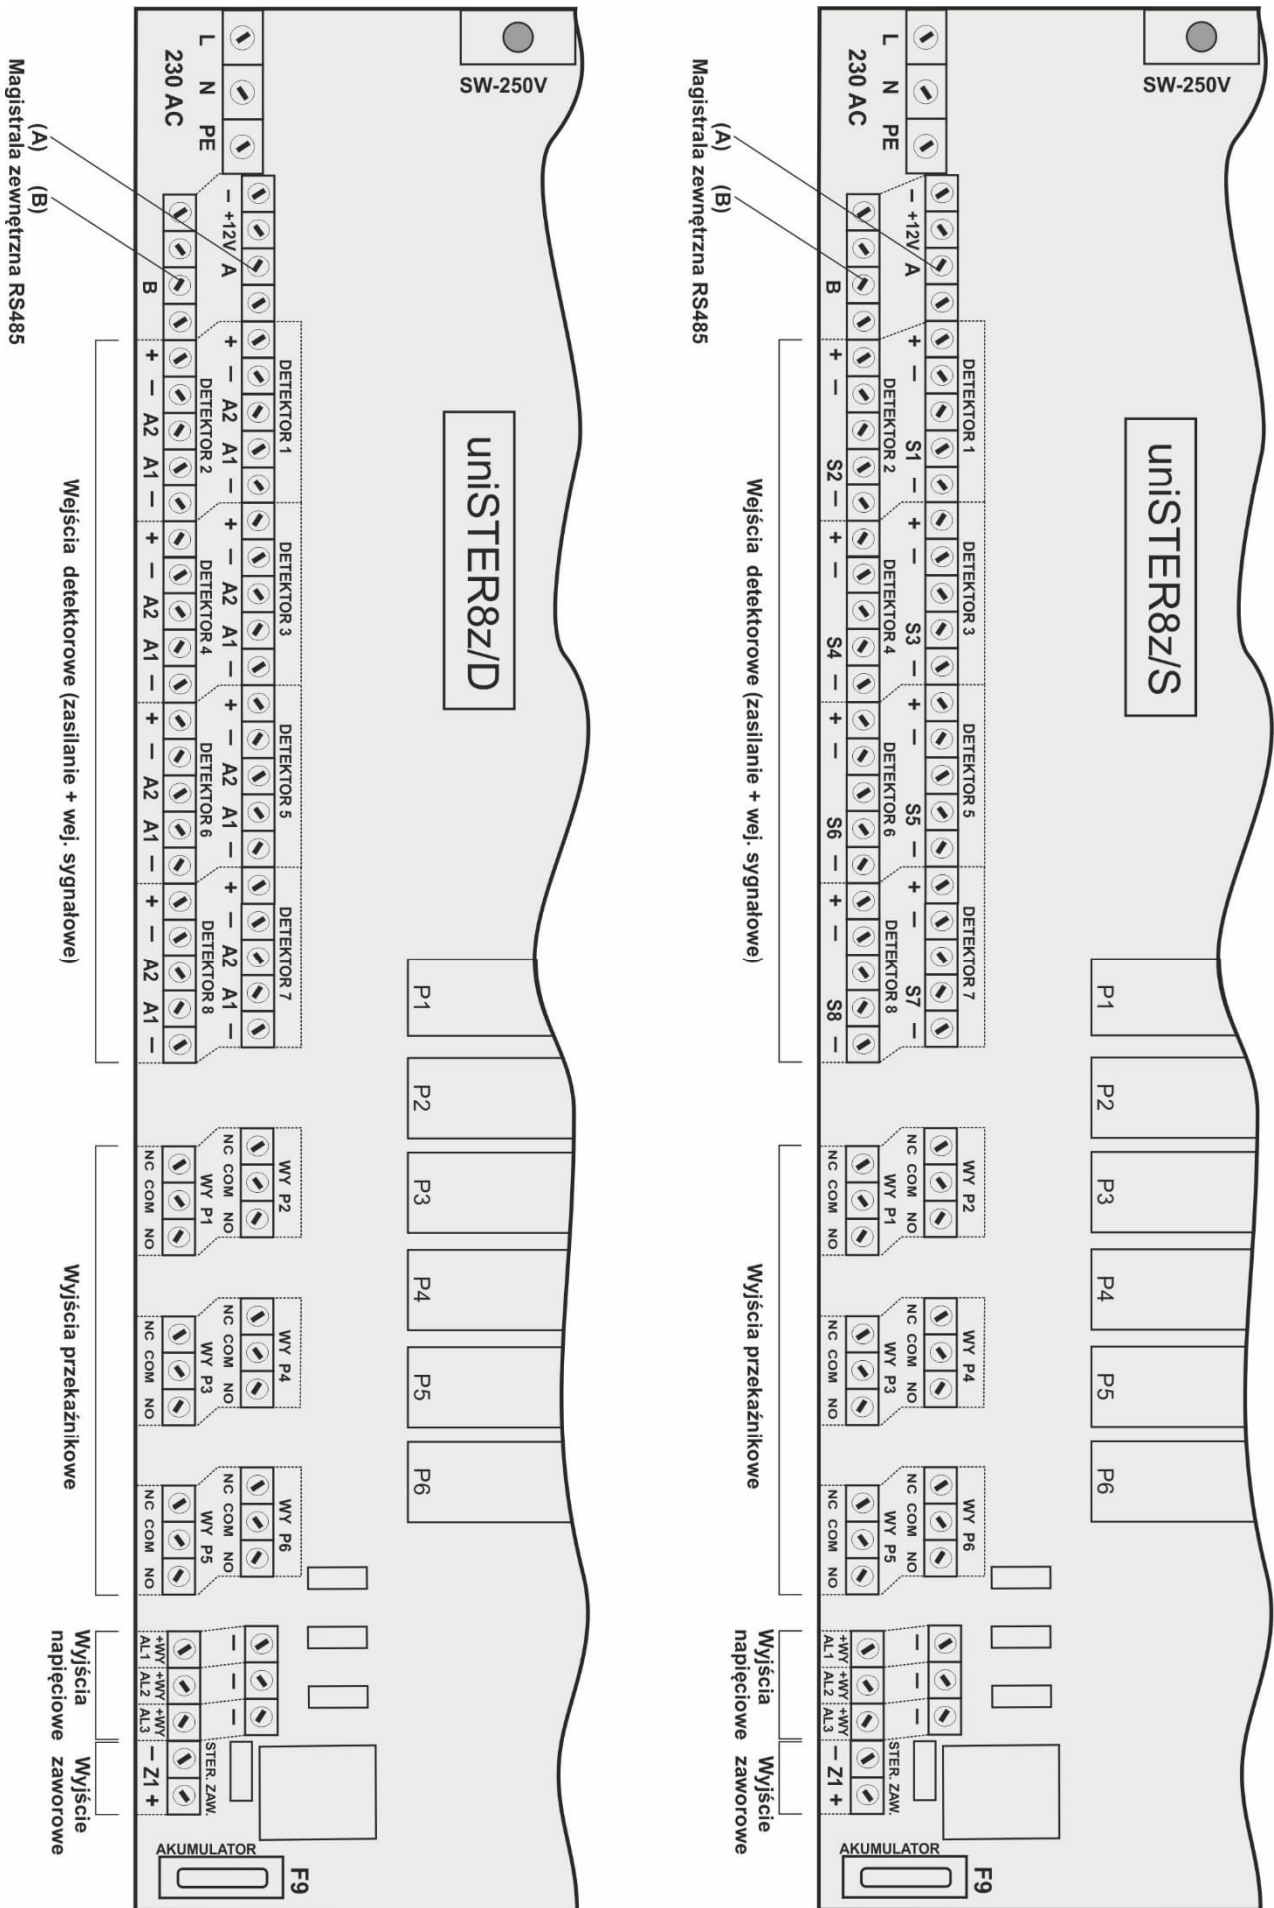 SW-250V
uniSTER8z/S
P1 P2 P3 P4 P5 P6
F9
DETEKTOR 1 DETEKTOR 3 DETEKTOR 5 DETEKTOR 7 WY P2 WY P4 WY P6
L N PE
– +12V A + – S1 – + – S3 – + – S5 – + – S7 – NC COM NO NC COM NO NC COM NO – – –
DETEKTOR 2 DETEKTOR 4 DETEKTOR 6 DETEKTOR 8 WY P1 WY P3 WY P5 STER. ZAW.
AKUMULATOR
230 AC
B + – S2 – + – S4 – + – S6 – + – S8 – NC COM NO NC COM NO NC COM NO +WY +WY +WY – Z1 +
AL1 AL2 AL3
(A) (B)
Magistrala zewnętrzna RS485
Wejścia detektorowe (zasilanie + wej. sygnałowe)
Wyjścia przekaźnikowe
Wyjścia
napięciowe
Wyjście
zaworowe
SW-250V
uniSTER8z/D
P1 P2 P3 P4 P5 P6
F9
DETEKTOR 1 DETEKTOR 3 DETEKTOR 5 DETEKTOR 7 WY P2 WY P4 WY P6
L N PE
– +12V A + – A2 A1 – + – A2 A1 – + – A2 A1 – + – A2 A1 – NC COM NO NC COM NO NC COM NO – – –
DETEKTOR 2 DETEKTOR 4 DETEKTOR 6 DETEKTOR 8 WY P1 WY P3 WY P5 STER. ZAW.
AKUMULATOR
230 AC
B + – A2 A1 – + – A2 A1 – + – A2 A1 – + – A2 A1 – NC COM NO NC COM NO NC COM NO +WY +WY +WY – Z1 +
AL1 AL2 AL3
(A) (B)
Magistrala zewnętrzna RS485
Wejścia detektorowe (zasilanie + wej. sygnałowe)
Wyjścia przekaźnikowe
Wyjścia
napięciowe
Wyjście
zaworowe